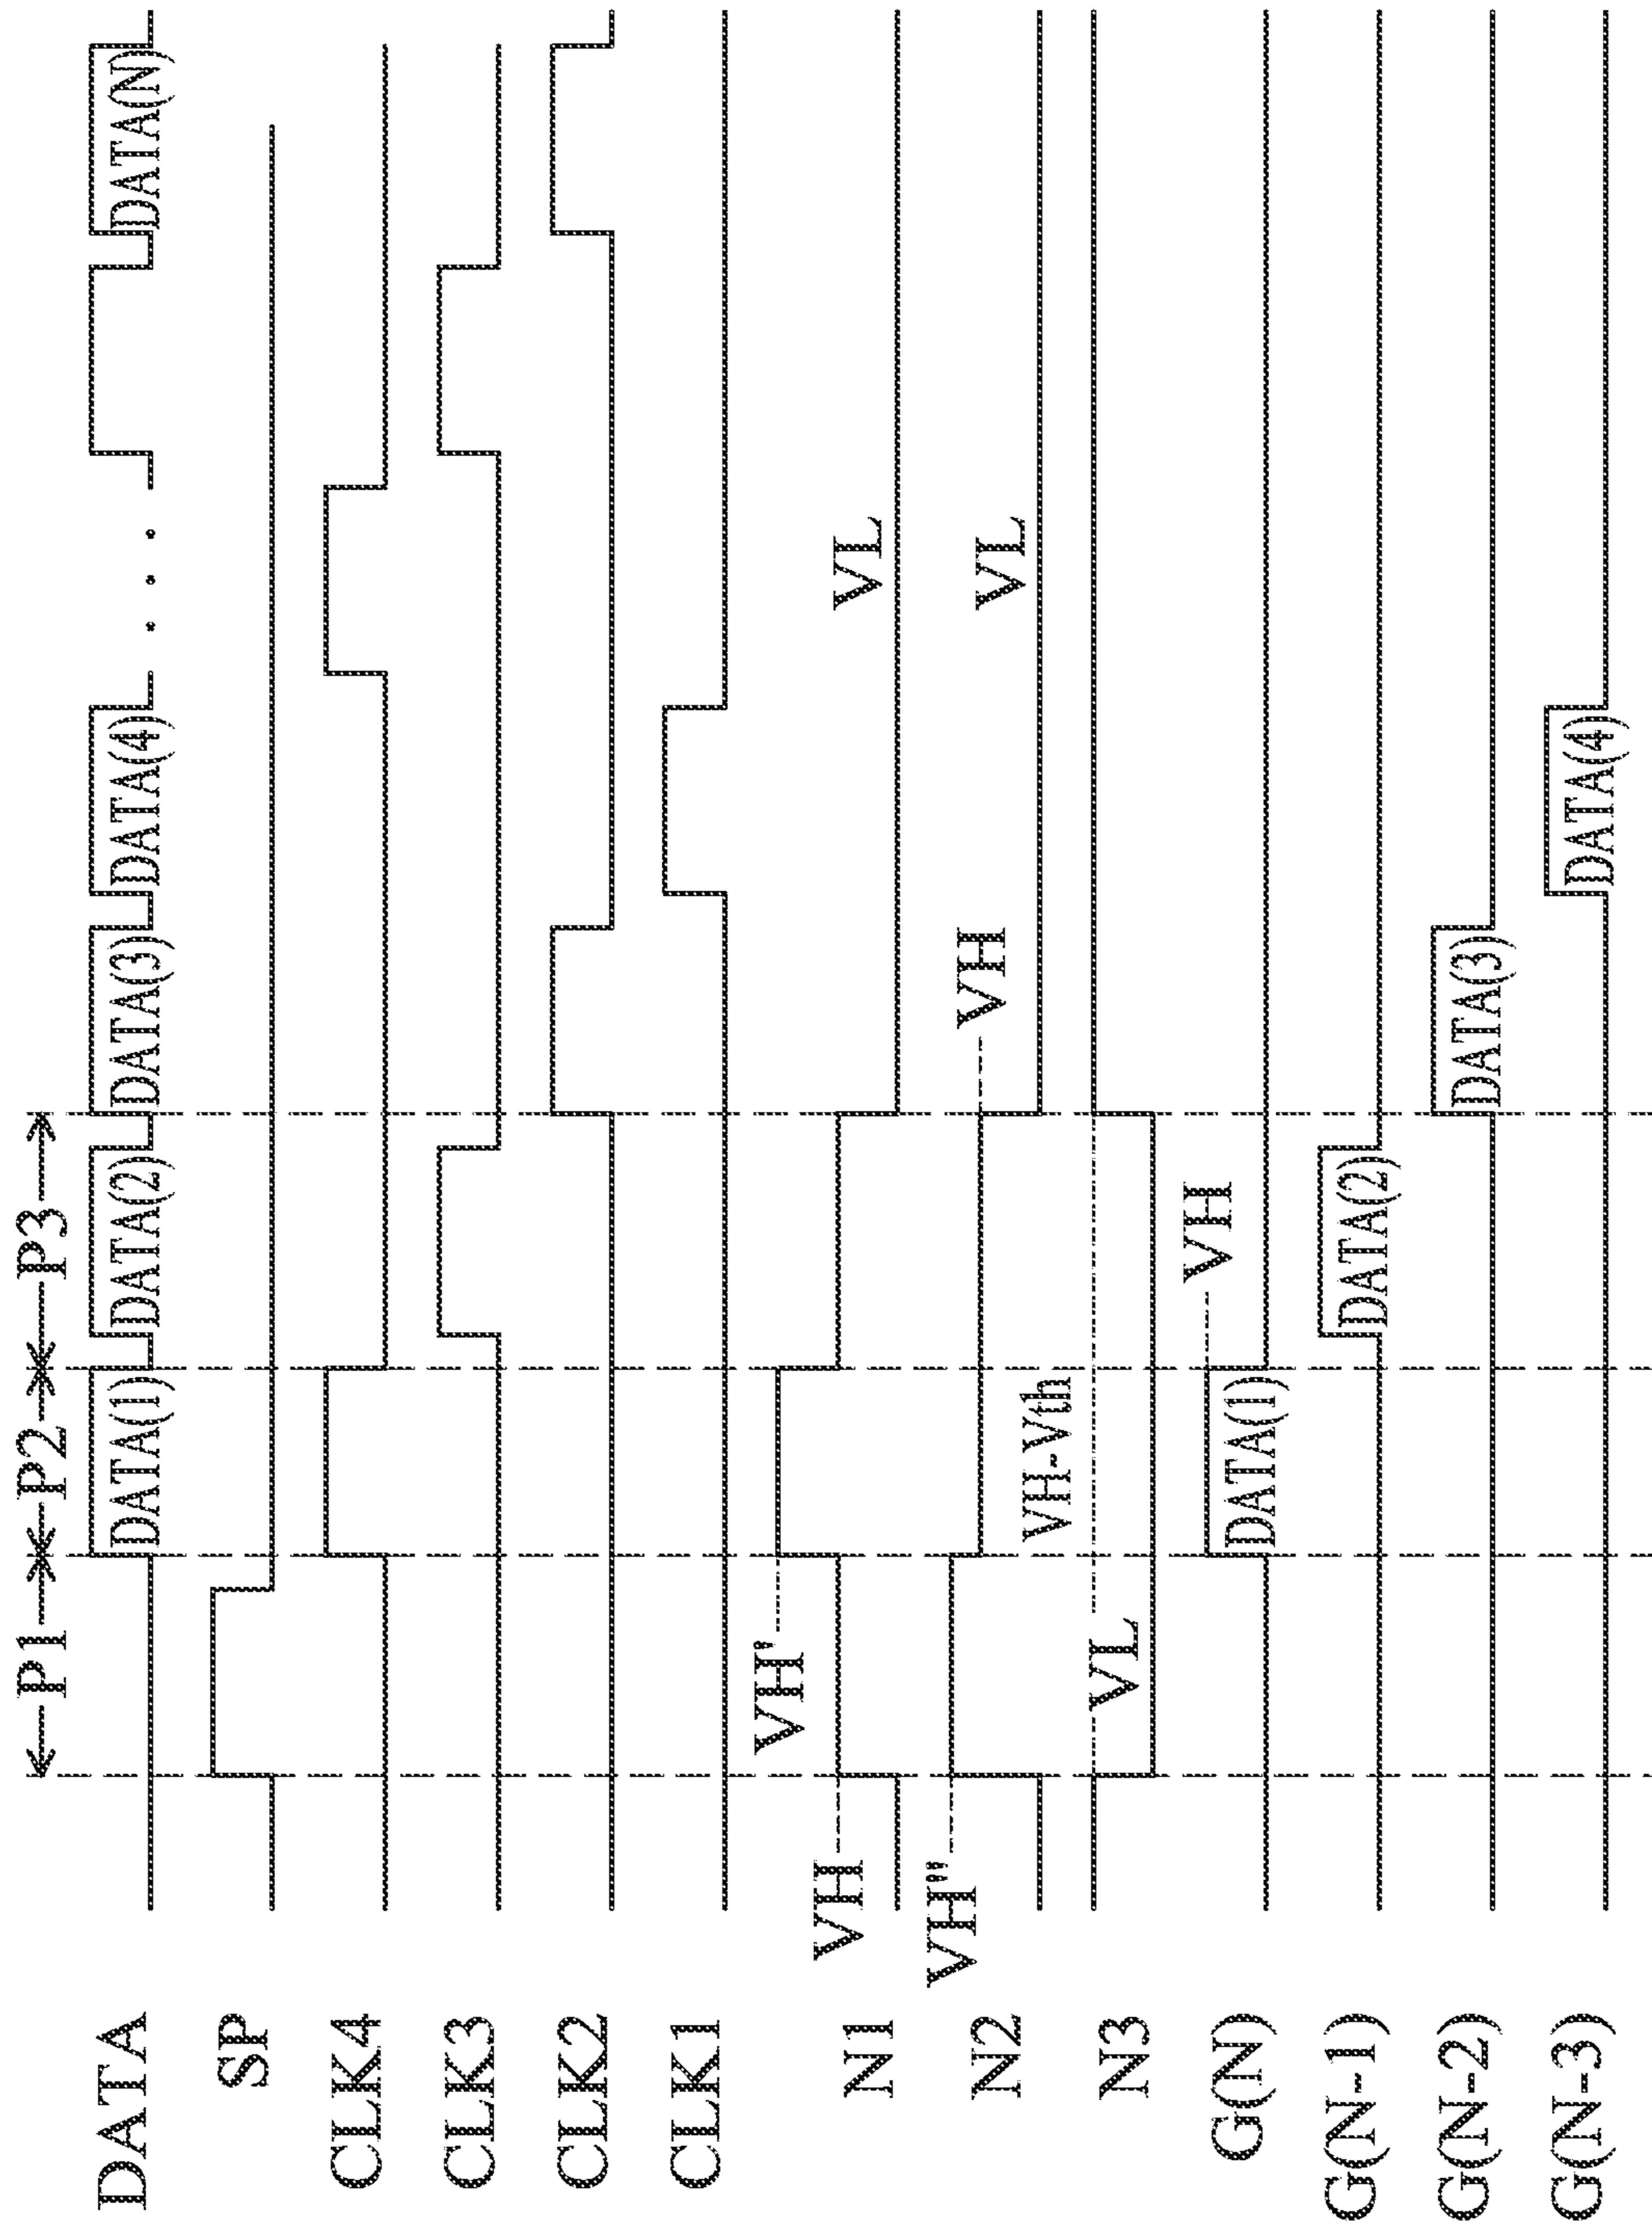 P1 P2 P3
DATA DATA(1) DATA(2) DATA(3) DATA(4) . . . DATA(N)
SP
CLK4
CLK3
CLK2
CLK1
VH'
N1 VH VL
VH" VH
N2 VL
VH-Vth
N3 VL
VH
G(N) DATA(1)
G(N-1) DATA(2)
G(N-2) DATA(3)
G(N-3) DATA(4)